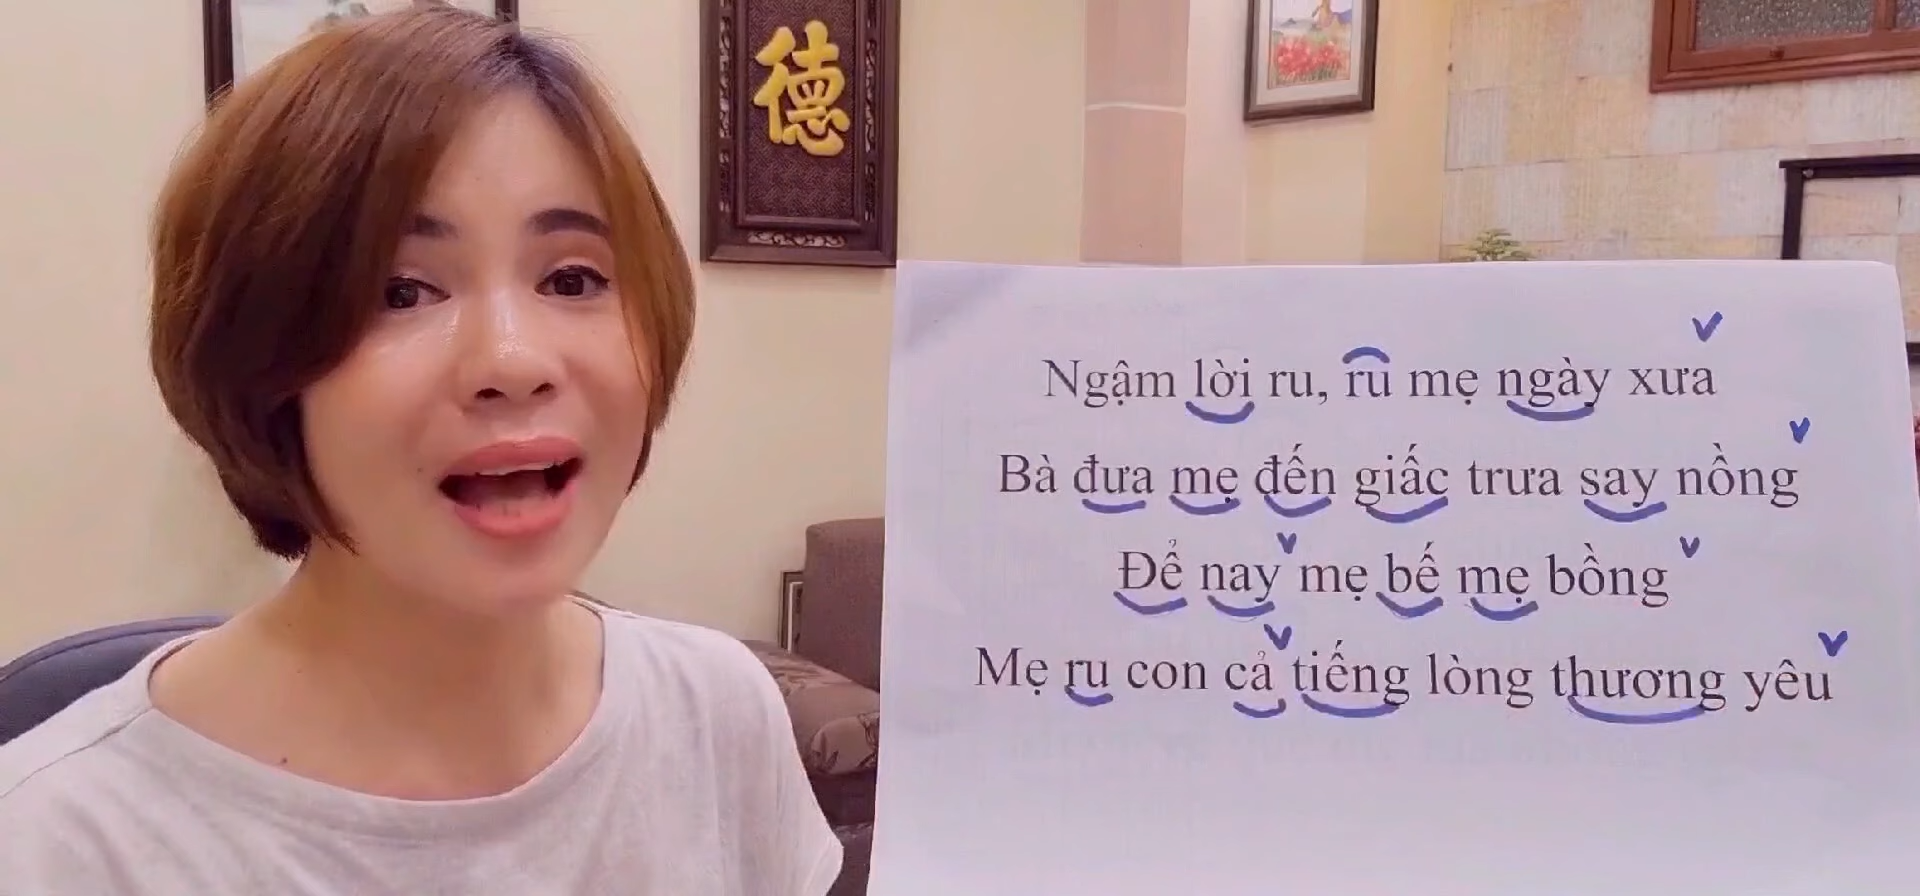 德
Ngậm lời ru, ru mẹ ngày xưa
Bà đưa mẹ đến giấc trưa say nồng
Để nay mẹ bế mẹ bồng
Mẹ ru con cả tiếng lòng thương yêu